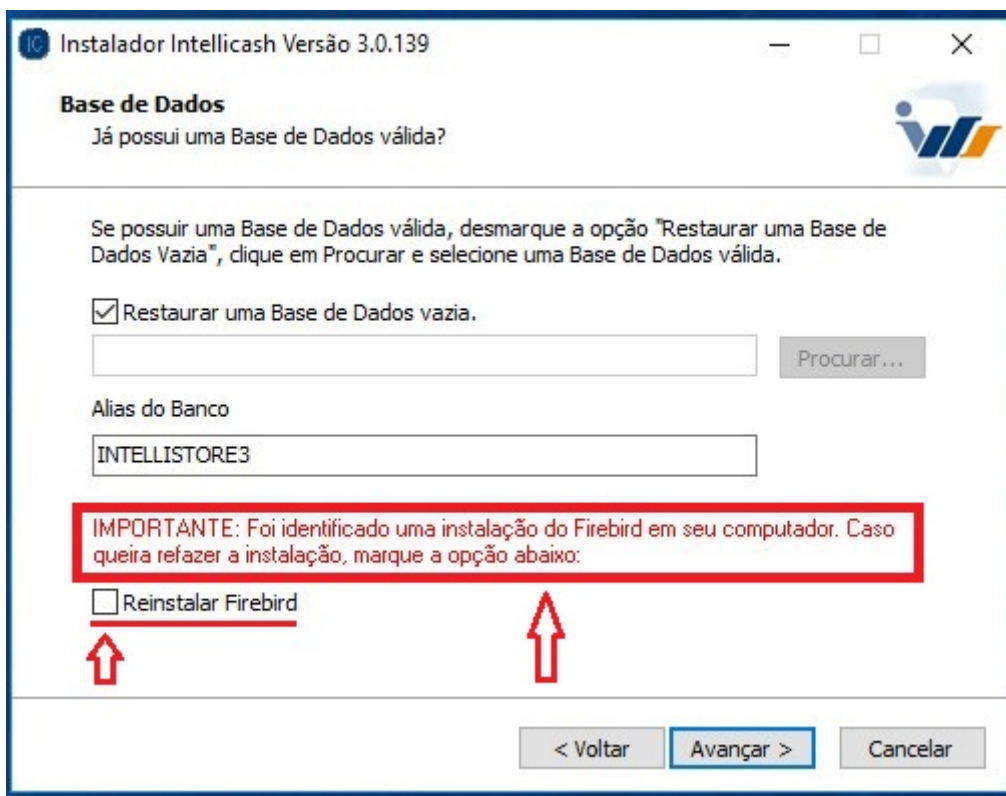 IC Instalador Intellicash Versão 3.0.139
Base de Dados
Já possui uma Base de Dados válida?
Se possuir uma Base de Dados válida, desmarque a opção "Restaurar uma Base de
Dados Vazia", clique em Procurar e selecione uma Base de Dados válida.
Restaurar uma Base de Dados vazia.
Procurar...
Alias do Banco
INTELLISTORE3
IMPORTANTE: Foi identificado uma instalação do Firebird em seu computador. Caso
queira refazer a instalação, marque a opção abaixo:
Reinstalar Firebird
< Voltar
Avançar >
Cancelar